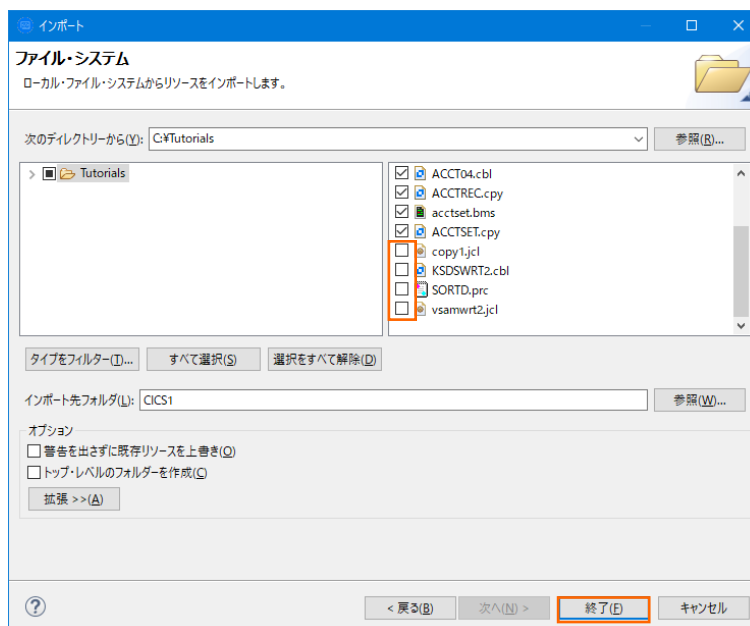 インポート
ファイル・システム
ローカル・ファイル・システムからリソースをインポートします。
次のディレクトリーから(Y): C:¥Tutorials 参照(R)...
Tutorials
ACCT04.cbl
ACCTREC.cpy
acctset.bms
ACCTSET.cpy
copy1.jcl
KSDSWRT2.cbl
SORTD.prc
vsamwrt2.jcl
タイプをフィルター(T)... すべて選択(S) 選択をすべて解除(D)
インポート先フォルダ(L): CICS1 参照(W)...
オプション
警告を出さずに既存リソースを上書き(O)
トップ・レベルのフォルダーを作成(C)
拡張 >>(A)
? < 戻る(B) 次へ(N) > 終了(F) キャンセル